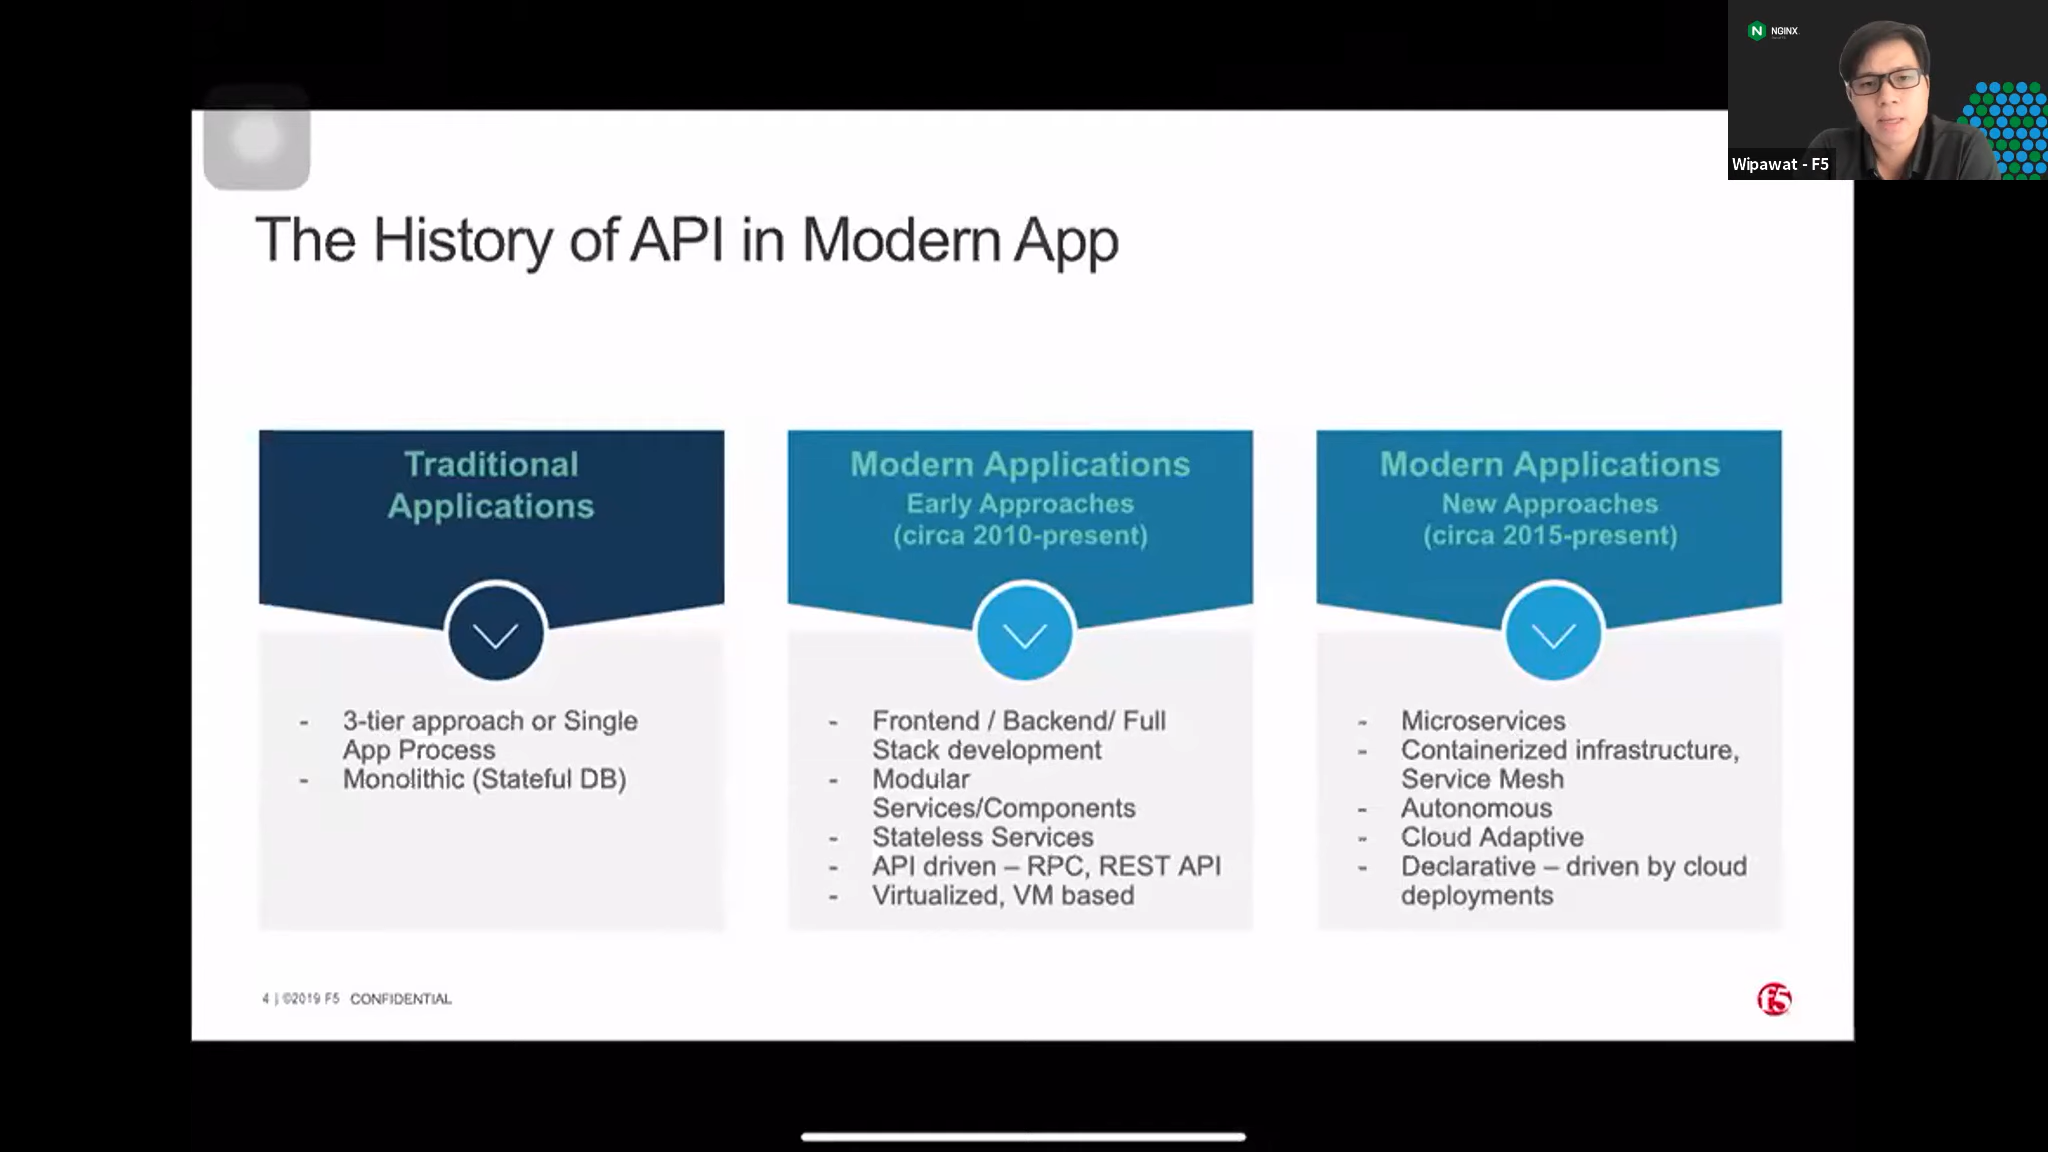 NGINX
Wipawat - F5
The History of API in Modern App
Traditional
Applications
- 3-tier approach or Single
App Process
- Monolithic (Stateful DB)
Modern Applications
Early Approaches
(circa 2010-present)
- Frontend / Backend/ Full
Stack development
- Modular
Services/Components
- Stateless Services
- API driven – RPC, REST API
- Virtualized, VM based
Modern Applications
New Approaches
(circa 2015-present)
- Microservices
- Containerized infrastructure,
Service Mesh
- Autonomous
- Cloud Adaptive
- Declarative – driven by cloud
deployments
4 | ©2019 F5 CONFIDENTIAL
f5